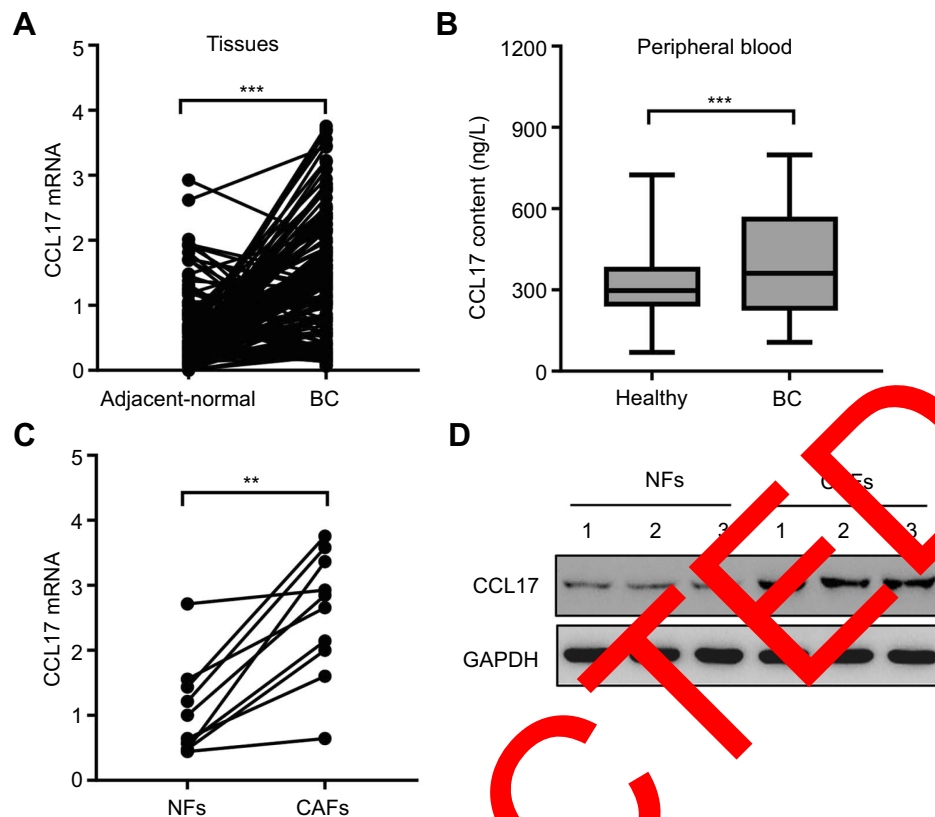 A
Tissues
***
5
4
3
2
1
0
CCL17 mRNA
Adjacent-normal
BC
B
Peripheral blood
***
1200
900
600
300
0
CCL17 content (ng/L)
Healthy
BC
C
**
5
4
3
2
1
0
CCL17 mRNA
NFs
CAFs
D
NFs
CAFs
1 2 3 1 2 3
CCL17
GAPDH
CTED